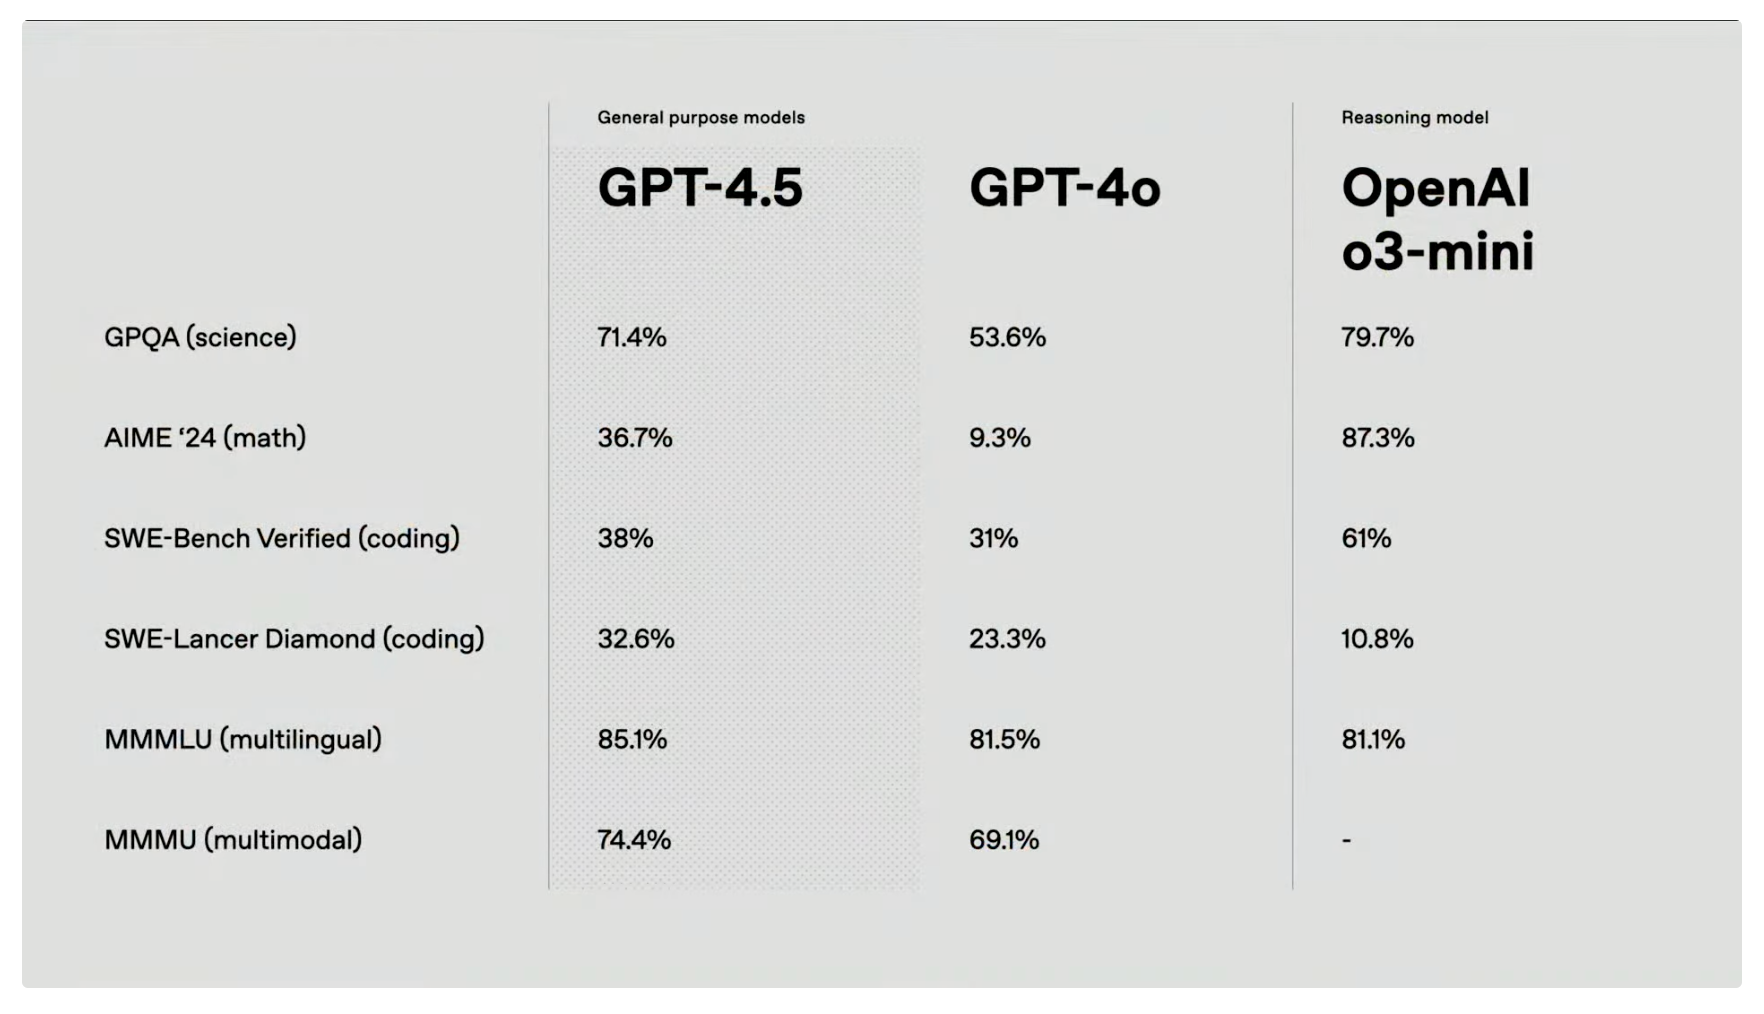 General purpose models
Reasoning model
GPT-4.5
GPT-4o
OpenAI
o3-mini
GPQA (science) 71.4% 53.6% 79.7%
AIME ‘24 (math) 36.7% 9.3% 87.3%
SWE-Bench Verified (coding) 38% 31% 61%
SWE-Lancer Diamond (coding) 32.6% 23.3% 10.8%
MMMLU (multilingual) 85.1% 81.5% 81.1%
MMMU (multimodal) 74.4% 69.1% -